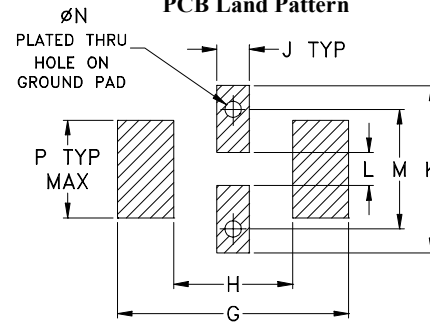 PCB Land Pattern
øN
PLATED THRU
HOLE ON
GROUND PAD
J TYP
P TYP
MAX
L
M
K
H
G